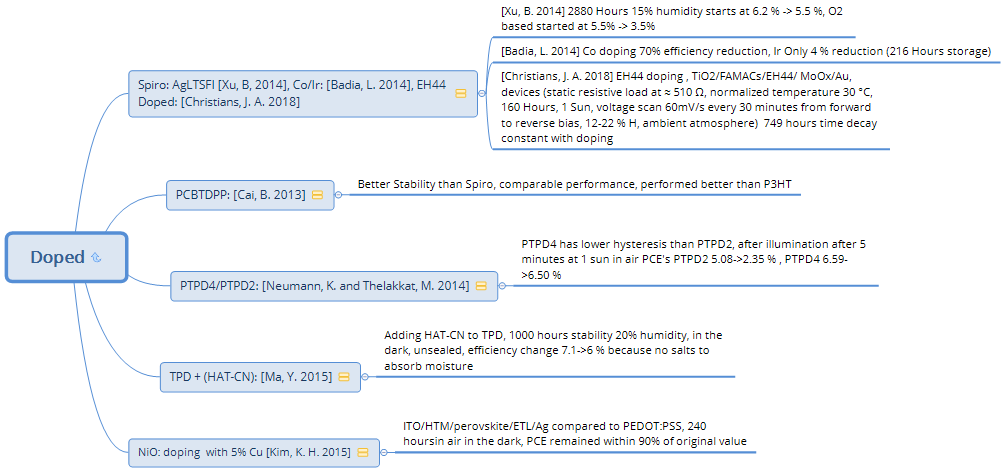 [Xu, B. 2014] 2880 Hours 15% humidity starts at 6.2 % -> 5.5 %, O2
based started at 5.5% -> 3.5%
[Badia, L. 2014] Co doping 70% efficiency reduction, Ir Only 4 % reduction (216 Hours storage)
Spiro: AgLTSFI [Xu, B, 2014], Co/Ir: [Badia, L. 2014], EH44
Doped: [Christians, J. A. 2018]
[Christians, J. A. 2018] EH44 doping , TiO2/FAMACs/EH44/ MoOx/Au,
devices (static resistive load at ≈ 510 Ω, normalized temperature 30 °C,
160 Hours, 1 Sun, voltage scan 60mV/s every 30 minutes from forward
to reverse bias, 12-22 % H, ambient atmosphere) 749 hours time decay
constant with doping
PCBTDPP: [Cai, B. 2013]
Better Stability than Spiro, comparable performance, performed better than P3HT
Doped
PTPD4/PTPD2: [Neumann, K. and Thelakkat, M. 2014]
PTPD4 has lower hysteresis than PTPD2, after illumination after 5
minutes at 1 sun in air PCE's PTPD2 5.08->2.35 % , PTPD4 6.59-
>6.50 %
TPD + (HAT-CN): [Ma, Y. 2015]
Adding HAT-CN to TPD, 1000 hours stability 20% humidity, in the
dark, unsealed, efficiency change 7.1->6 % because no salts to
absorb moisture
NiO: doping with 5% Cu [Kim, K. H. 2015]
ITO/HTM/perovskite/ETL/Ag compared to PEDOT:PSS, 240
hoursin air in the dark, PCE remained within 90% of original value